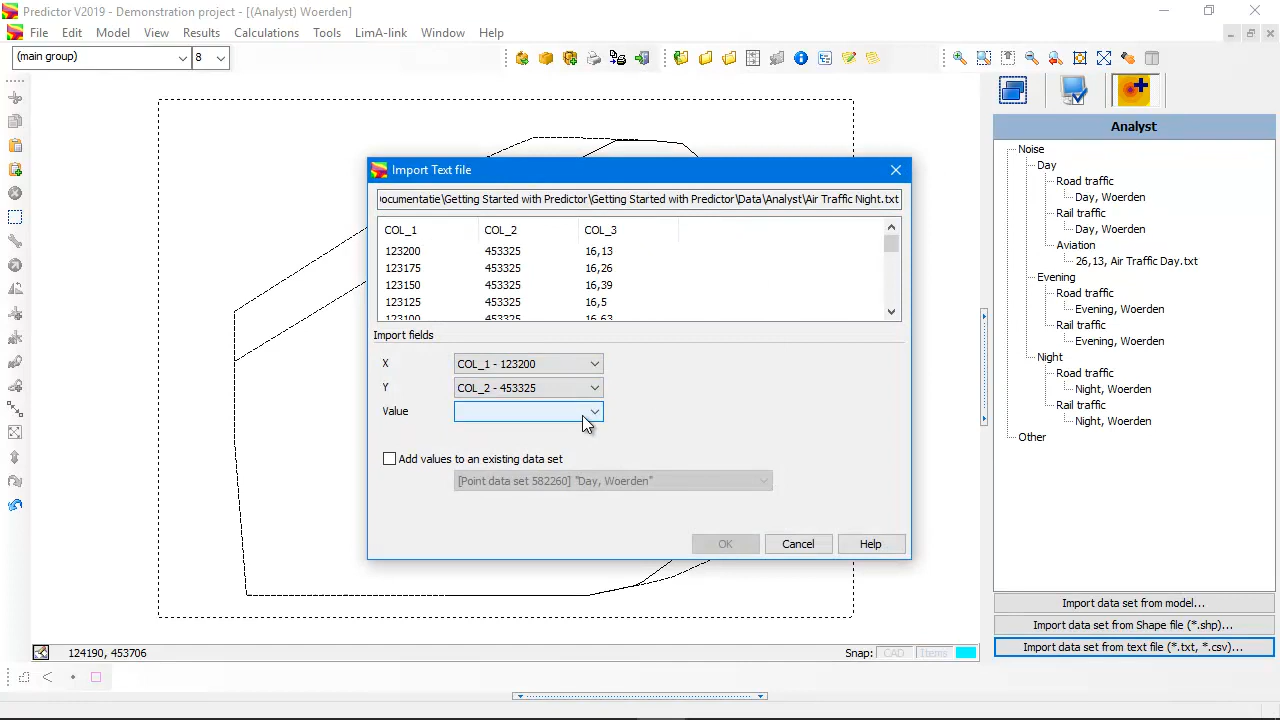 Predictor V2019 - Demonstration project - [(Analyst) Woerden]
File Edit Model View Results Calculations Tools LimA-link Window Help
(main group) 8
Analyst
Noise
Day
Road traffic
Day, Woerden
Rail traffic
Day, Woerden
Aviation
26,13, Air Traffic Day.txt
Evening
Road traffic
Evening, Woerden
Rail traffic
Evening, Woerden
Night
Road traffic
Night, Woerden
Rail traffic
Night, Woerden
Other
Import data set from model...
Import data set from Shape file (*.shp)...
Import data set from text file (*.txt, *.csv)...
Import Text file
ocumentatie\Getting Started with Predictor\Getting Started with Predictor\Data\Analyst\Air Traffic Night.txt
COL_1 COL_2 COL_3
123200 453325 16,13
123175 453325 16,26
123150 453325 16,39
123125 453325 16,5
123100 453325 16,63
Import fields
X COL_1 - 123200
Y COL_2 - 453325
Value
Add values to an existing data set
[Point data set 582260] "Day, Woerden"
OK Cancel Help
124190, 453706 Snap: CAD Items